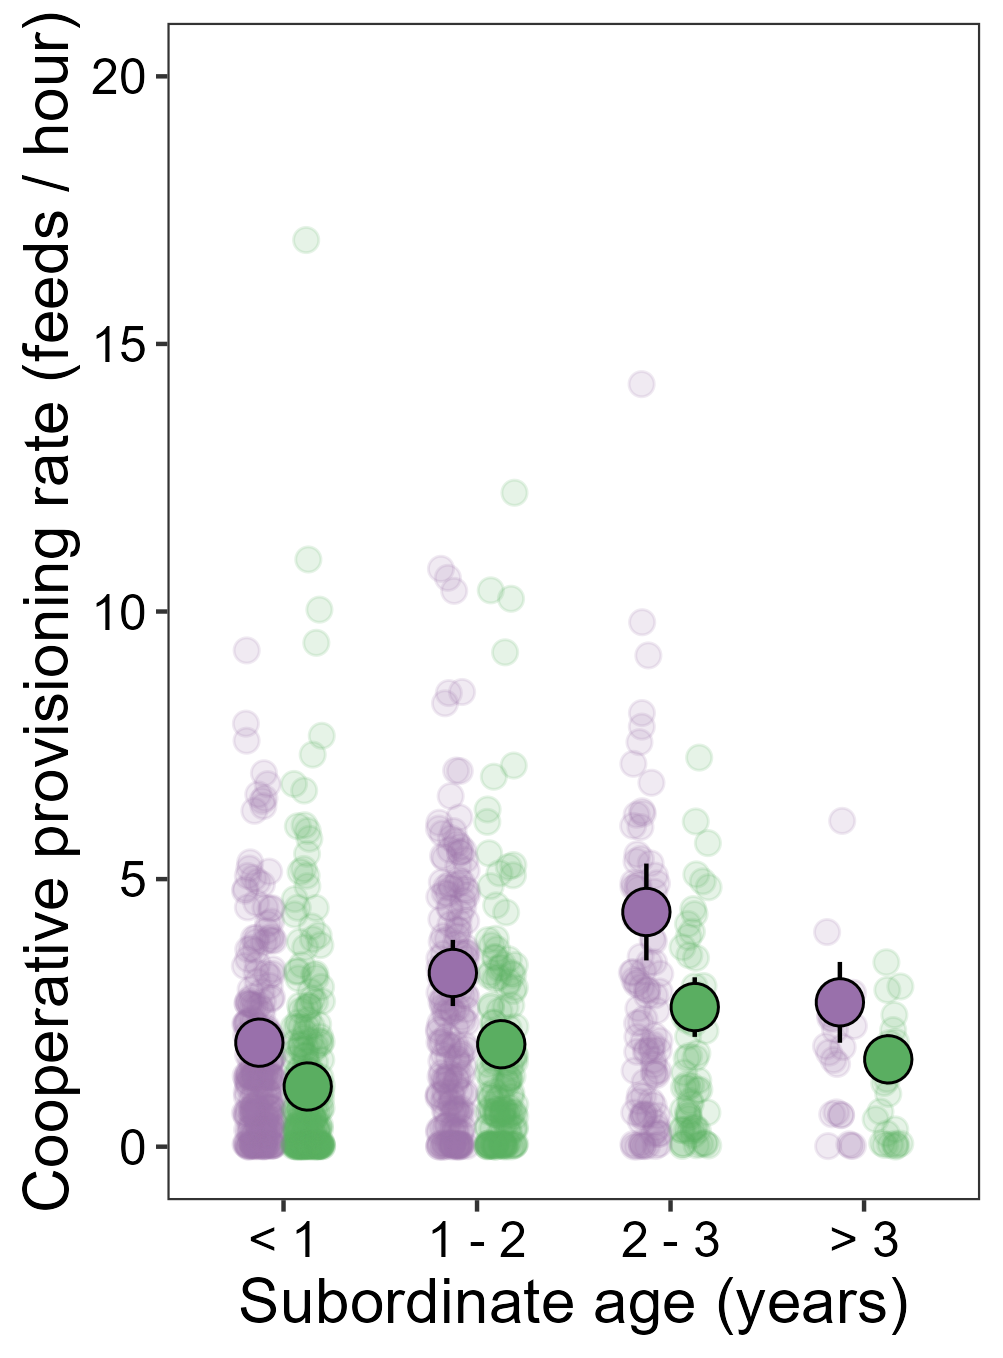 Cooperative provisioning rate (feeds / hour)
20
15
10
5
0
< 1
1 - 2
2 - 3
> 3
Subordinate age (years)